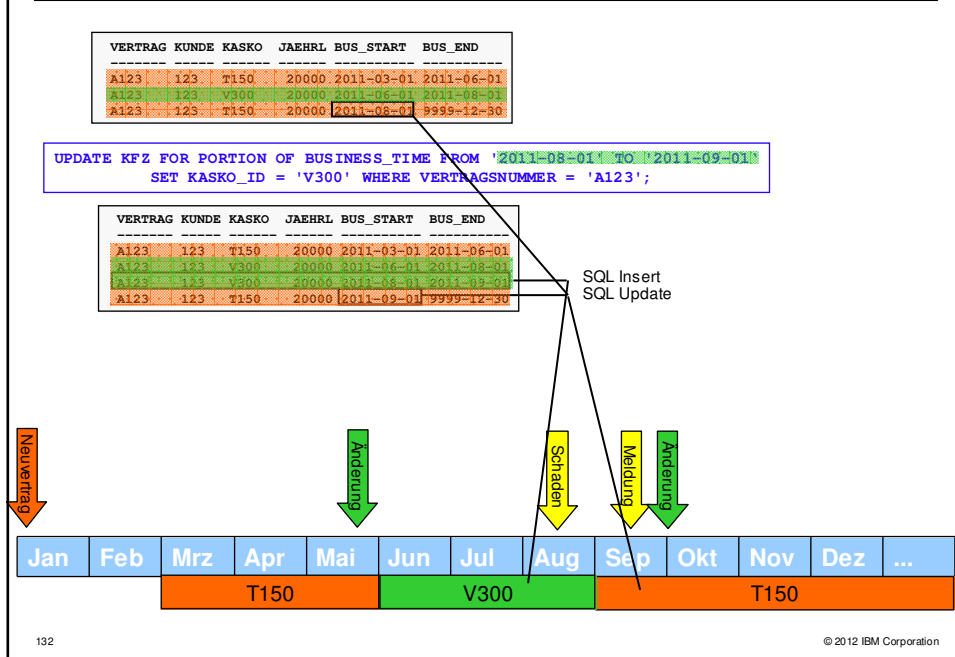 VERTRAG KUNDE KASKO JAEHRL BUS_START BUS_END
------- ----- ------ ------ ---------- ----------
A123 123 T150 20000 2011-03-01 2011-06-01
A123 123 V300 20000 2011-06-01 2011-08-01
A123 123 T150 20000 2011-08-01 9999-12-30
UPDATE KFZ FOR PORTION OF BUSINESS_TIME FROM '2011-08-01' TO '2011-09-01'
SET KASKO_ID = 'V300' WHERE VERTRAGSNUMMER = 'A123';
VERTRAG KUNDE KASKO JAEHRL BUS_START BUS_END
------- ----- ------ ------ ---------- ----------
A123 123 T150 20000 2011-03-01 2011-06-01
A123 123 V300 20000 2011-06-01 2011-08-01
A123 123 V300 20000 2011-08-01 2011-09-01
A123 123 T150 20000 2011-09-01 9999-12-30
SQL Insert
SQL Update
Neuvertrag
Änderung
Schaden
Meldung
Änderung
Jan Feb Mrz Apr Mai Jun Jul Aug Sep Okt Nov Dez ...
T150 V300 T150
132 © 2012 IBM Corporation